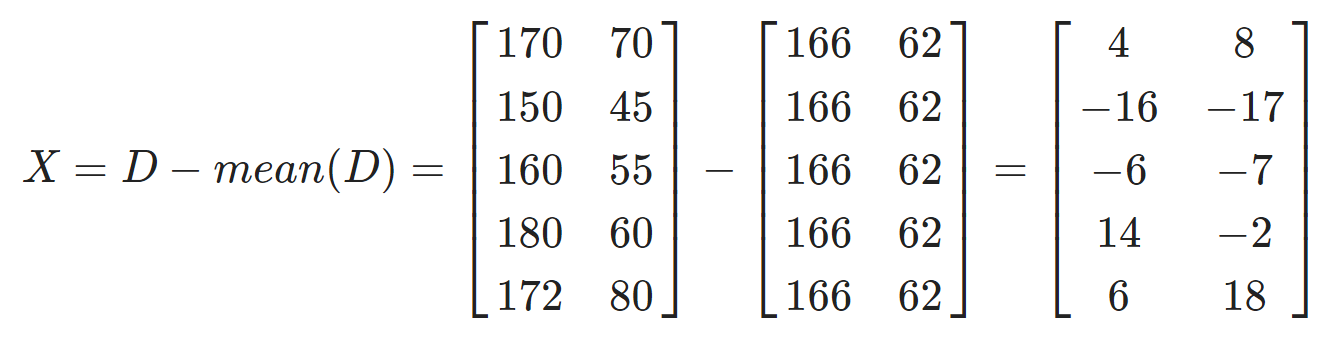 170 70 166 62 4 8
150 45 166 62 −16 −17
X = D − mean(D) = 160 55 − 166 62 = −6 −7
180 60 166 62 14 −2
172 80 166 62 6 18